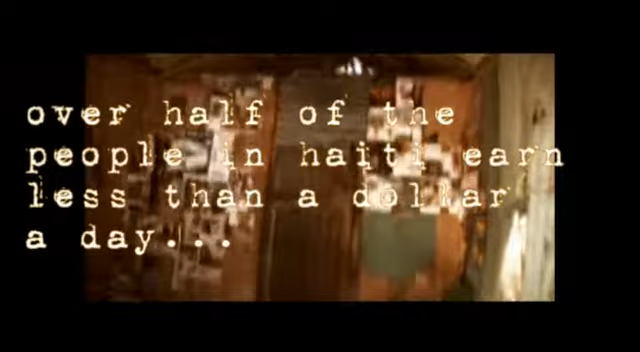 over half of the
people in haiti earn
less than a dollar
a day...